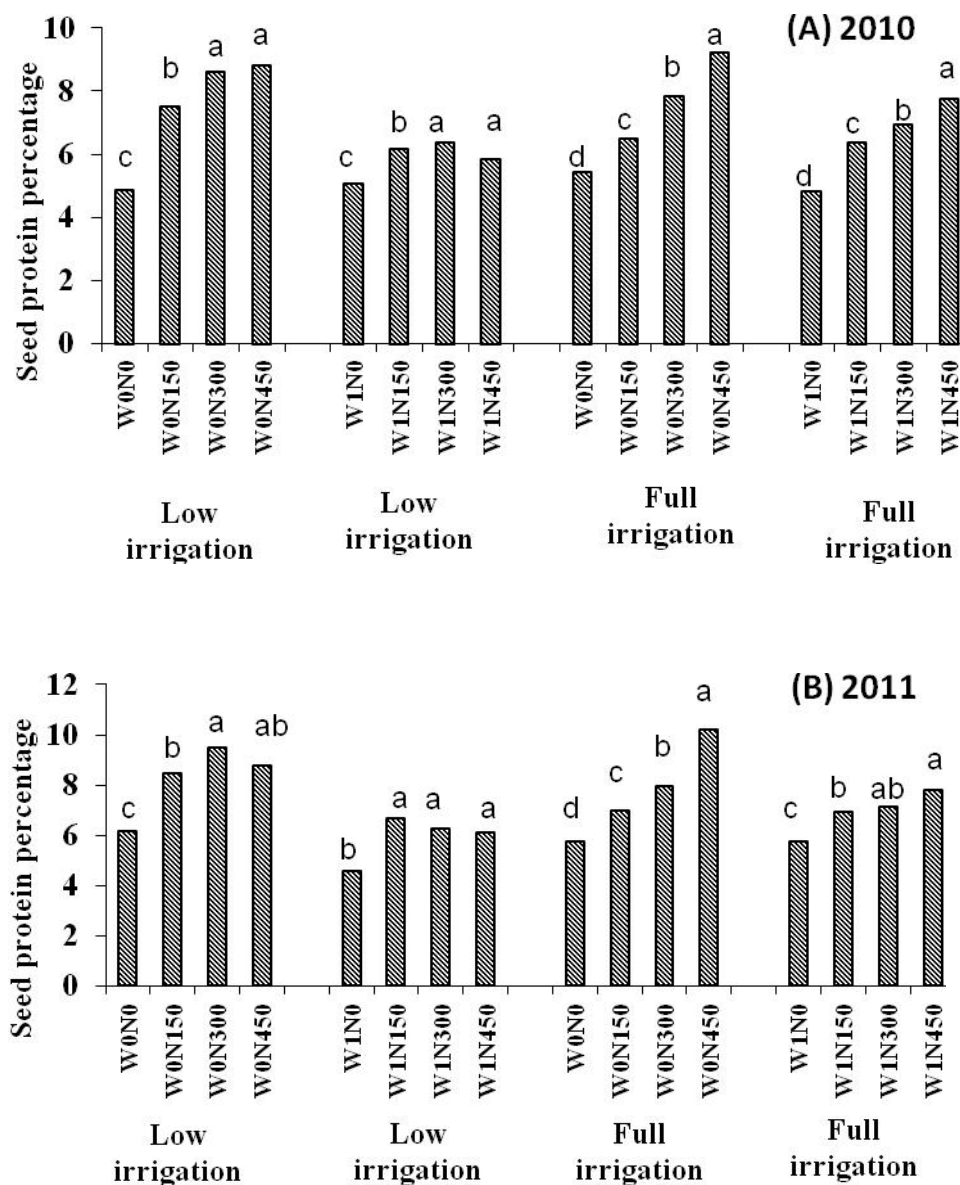 (A) 2010
Seed protein percentage
10
8
6
4
2
0
c b a a
c b a a
d c b a
d c b a
W0N0 W0N150 W0N300 W0N450
W1N0 W1N150 W1N300 W1N450
W0N0 W0N150 W0N300 W0N450
W1N0 W1N150 W1N300 W1N450
Low
irrigation
Low
irrigation
Full
irrigation
Full
irrigation
(B) 2011
Seed protein percentage
12
10
8
6
4
2
0
c b a ab
b a a a
d c b a
c b ab a
W0N0 W0N150 W0N300 W0N450
W1N0 W1N150 W1N300 W1N450
W0N0 W0N150 W0N300 W0N450
W1N0 W1N150 W1N300 W1N450
Low
irrigation
Low
irrigation
Full
irrigation
Full
irrigation